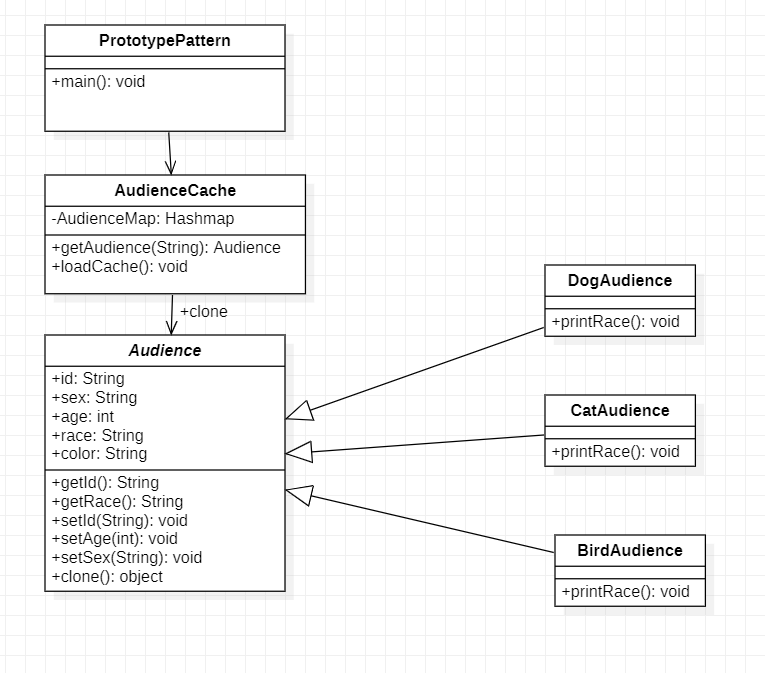 PrototypePattern
+main(): void
AudienceCache
-AudienceMap: Hashmap
+getAudience(String): Audience
+loadCache(): void
+clone
Audience
+id: String
+sex: String
+age: int
+race: String
+color: String
+getId(): String
+getRace(): String
+setId(String): void
+setAge(int): void
+setSex(String): void
+clone(): object
DogAudience
+printRace(): void
CatAudience
+printRace(): void
BirdAudience
+printRace(): void